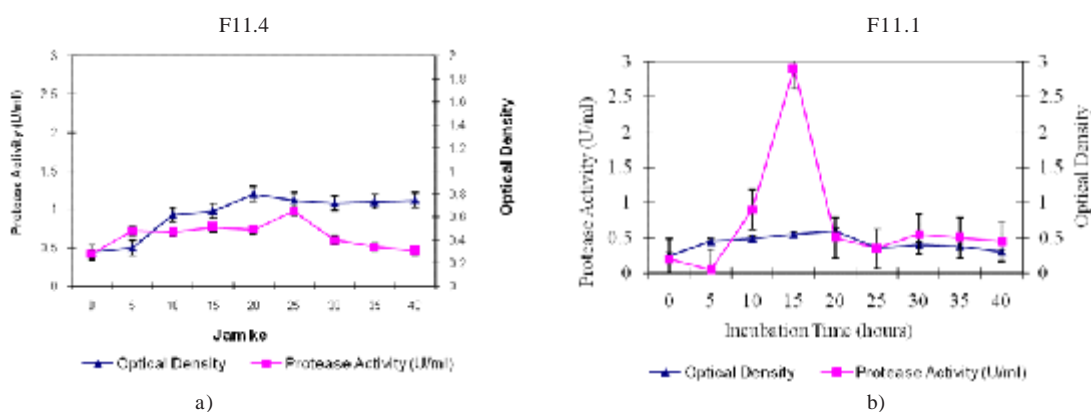 F11.4
3
2.5
2
1.5
1
0.5
0
2
1.8
1.6
1.4
1.2
1
0.8
0.6
0.4
0.2
0
Protease Activity (U/ml)
Optical Density
0 5 10 15 20 25 30 35 40
Jam ke
Optical Density Protease Activity (U/ml)
a)
F11.1
3
2.5
2
1.5
1
0.5
0
3
2.5
2
1.5
1
0.5
0
Protease Activity (U/ml)
Optical Density
0 5 10 15 20 25 30 35 40
Incubation Time (hours)
Optical Density Protease Activity (U/ml)
b)